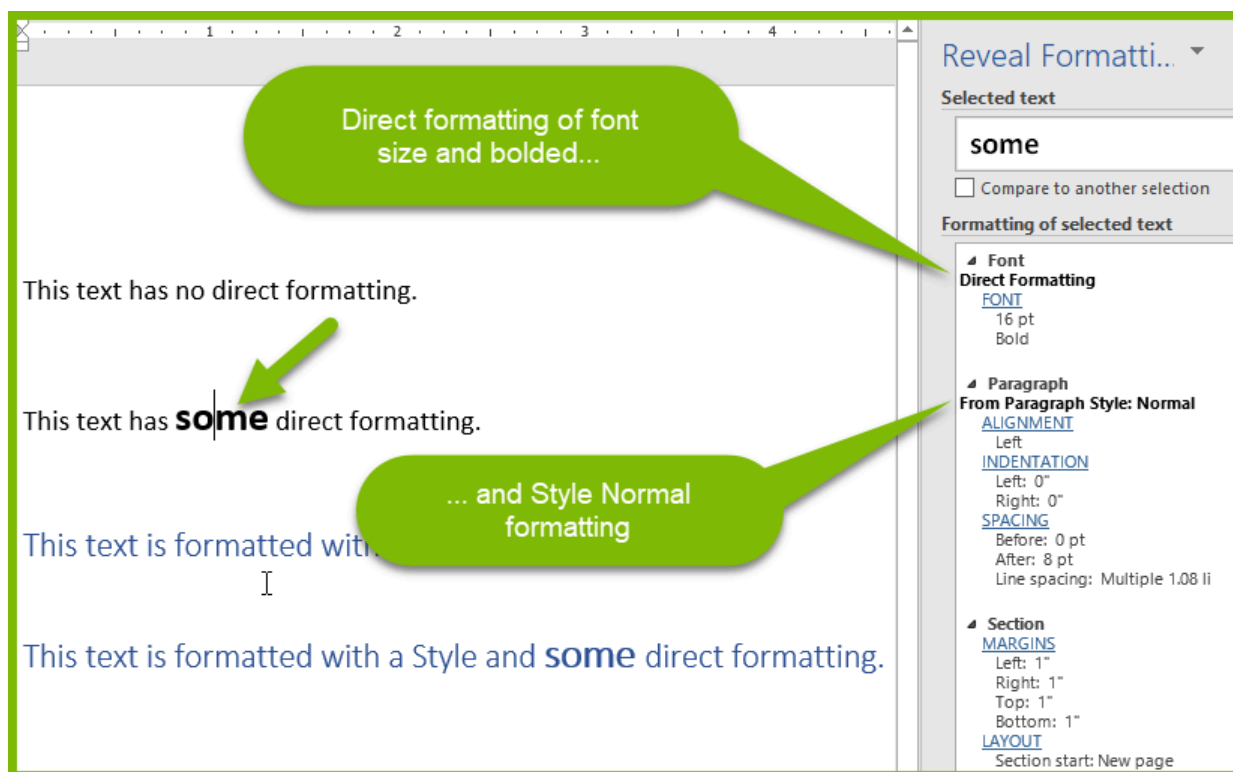 1 2 3 4
Direct formatting of font
size and bolded...
This text has no direct formatting.
This text has some direct formatting.
... and Style Normal
formatting
This text is formatted with
This text is formatted with a Style and some direct formatting.
Reveal Formatti...
Selected text
some
Compare to another selection
Formatting of selected text
Font
Direct Formatting
FONT
16 pt
Bold
Paragraph
From Paragraph Style: Normal
ALIGNMENT
Left
INDENTATION
Left: 0"
Right: 0"
SPACING
Before: 0 pt
After: 8 pt
Line spacing: Multiple 1.08 li
Section
MARGINS
Left: 1"
Right: 1"
Top: 1"
Bottom: 1"
LAYOUT
Section start: New page